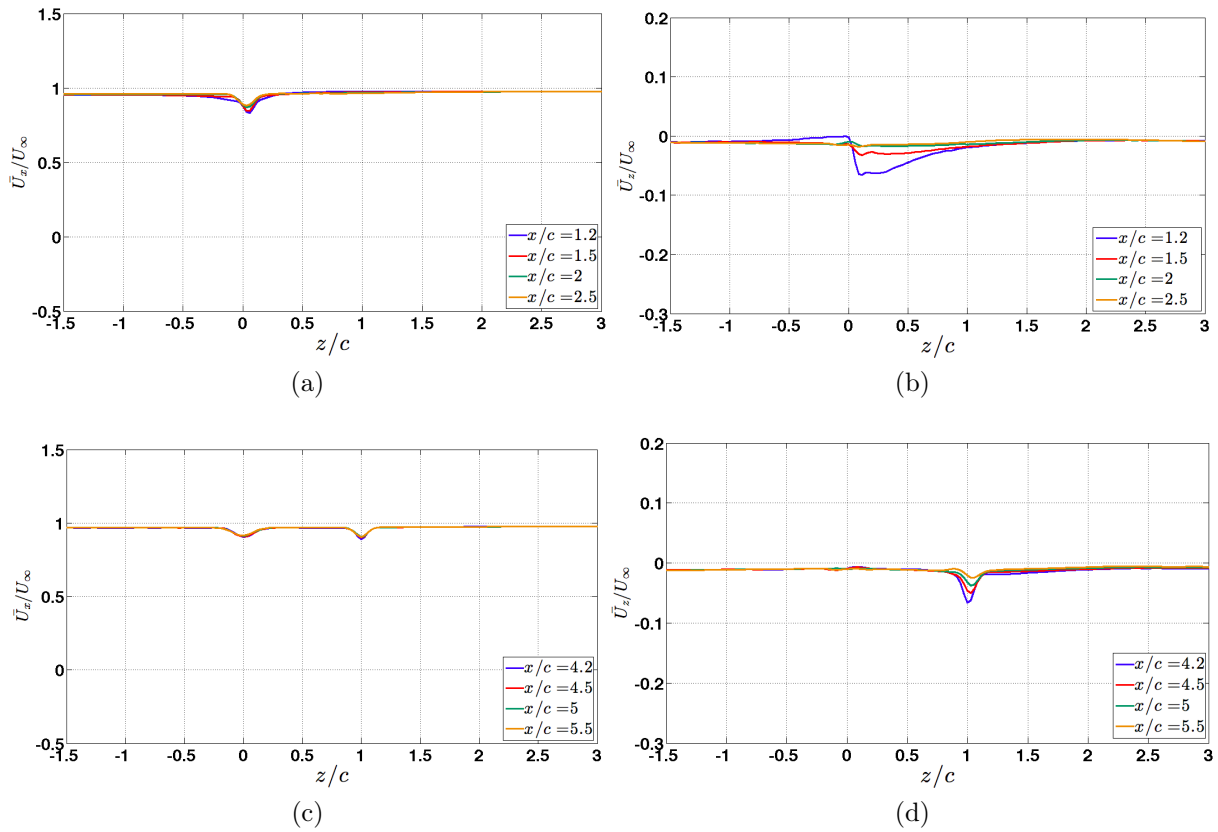 1.5
1
0.5
0
-0.5
-1.5
-1
-0.5
0
0.5
1
1.5
2
2.5
3
Ū_x/U_∞
z/c
x/c =1.2
x/c =1.5
x/c =2
x/c =2.5
(a)
0.2
0.1
0
-0.1
-0.2
-0.3
-1.5
-1
-0.5
0
0.5
1
1.5
2
2.5
3
Ū_z/U_∞
z/c
x/c =1.2
x/c =1.5
x/c =2
x/c =2.5
(b)
1.5
1
0.5
0
-0.5
-1.5
-1
-0.5
0
0.5
1
1.5
2
2.5
3
Ū_x/U_∞
z/c
x/c =4.2
x/c =4.5
x/c =5
x/c =5.5
(c)
0.2
0.1
0
-0.1
-0.2
-0.3
-1.5
-1
-0.5
0
0.5
1
1.5
2
2.5
3
Ū_z/U_∞
z/c
x/c =4.2
x/c =4.5
x/c =5
x/c =5.5
(d)